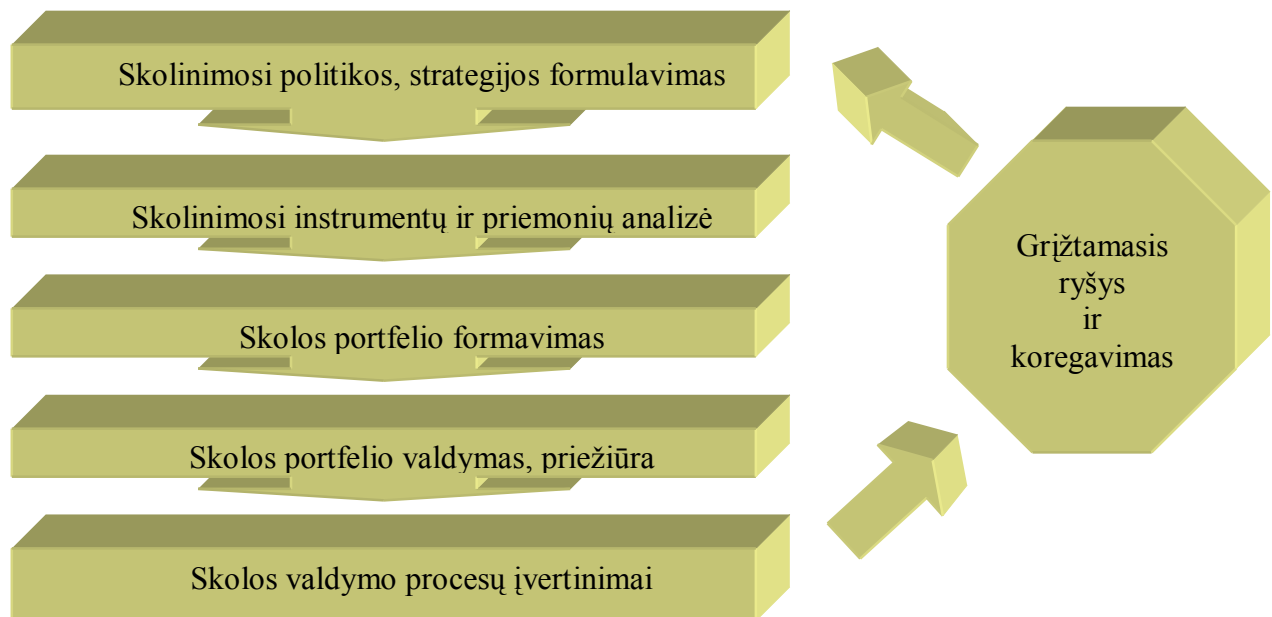 Skolinimosi politikos, strategijos formulavimas
Skolinimosi instrumentų ir priemonių analizė
Skolos portfelio formavimas
Skolos portfelio valdymas, priežiūra
Skolos valdymo procesų įvertinimai
Grįžtamasis
ryšys
ir
koregavimas